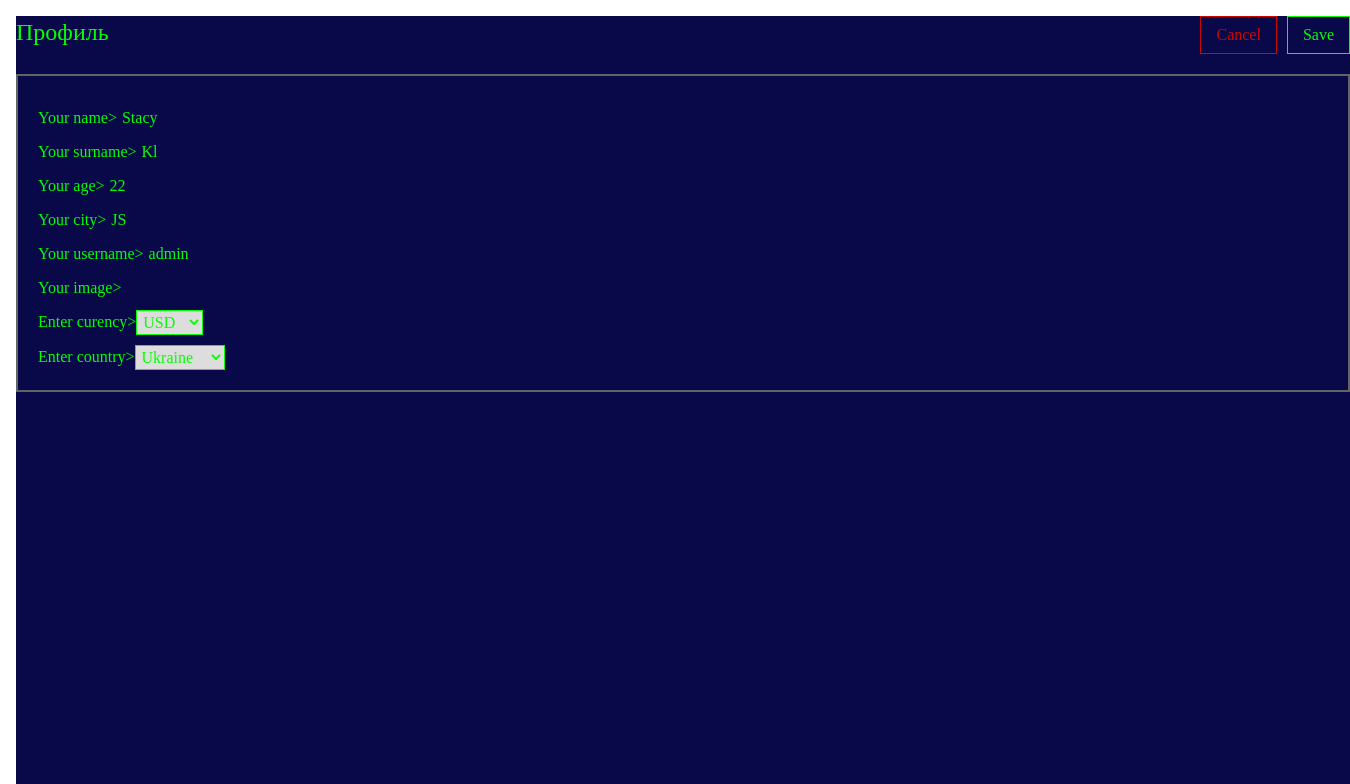 Профиль
Cancel
Save
Your name> Stacy
Your surname> Kl
Your age> 22
Your city> JS
Your username> admin
Your image>
Enter curency> USD
Enter country> Ukraine